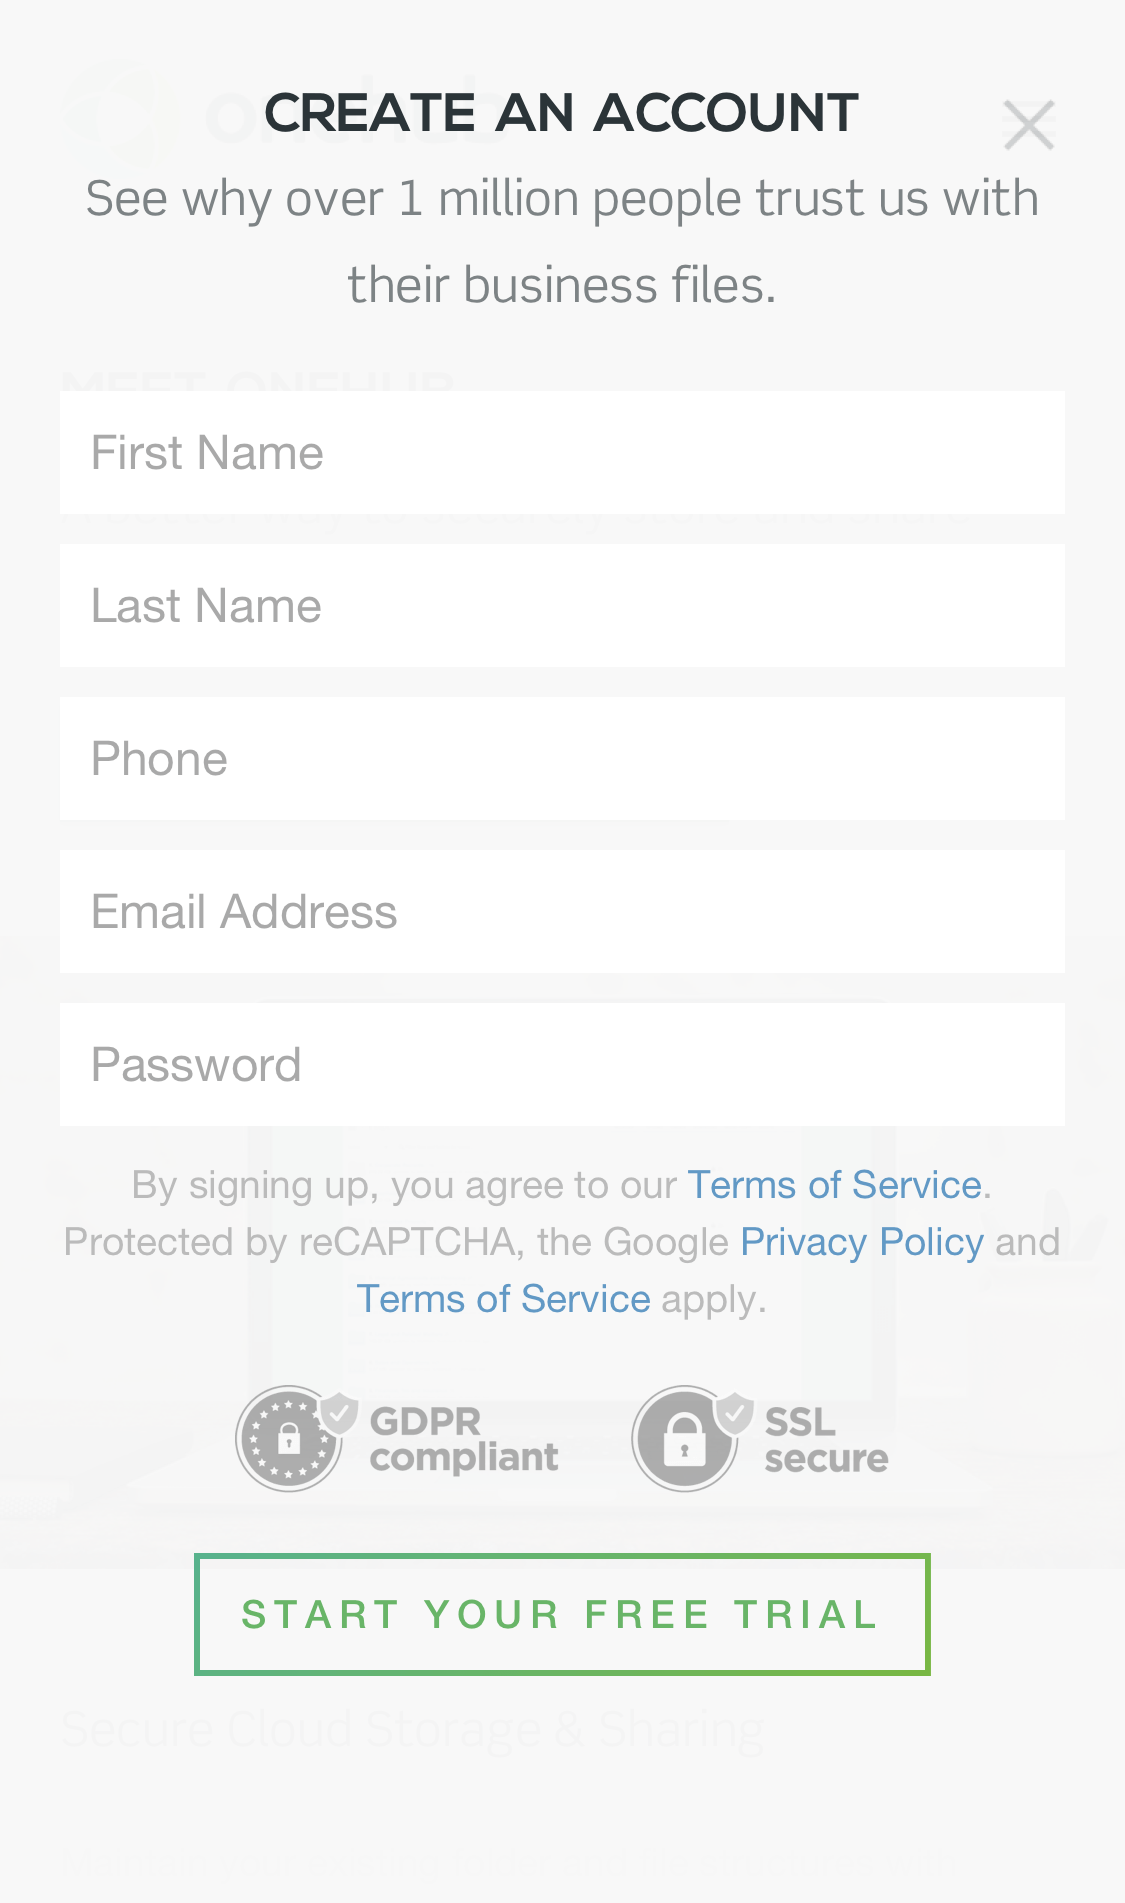 onehub
CREATE AN ACCOUNT
See why over 1 million people trust us with
their business files.
MEET ONEHUB
First Name
Last Name
Phone
Email Address
Password
By signing up, you agree to our Terms of Service.
Protected by reCAPTCHA, the Google Privacy Policy and
Terms of Service apply.
GDPR
compliant
SSL
secure
START YOUR FREE TRIAL
Secure Cloud Storage & Sharing